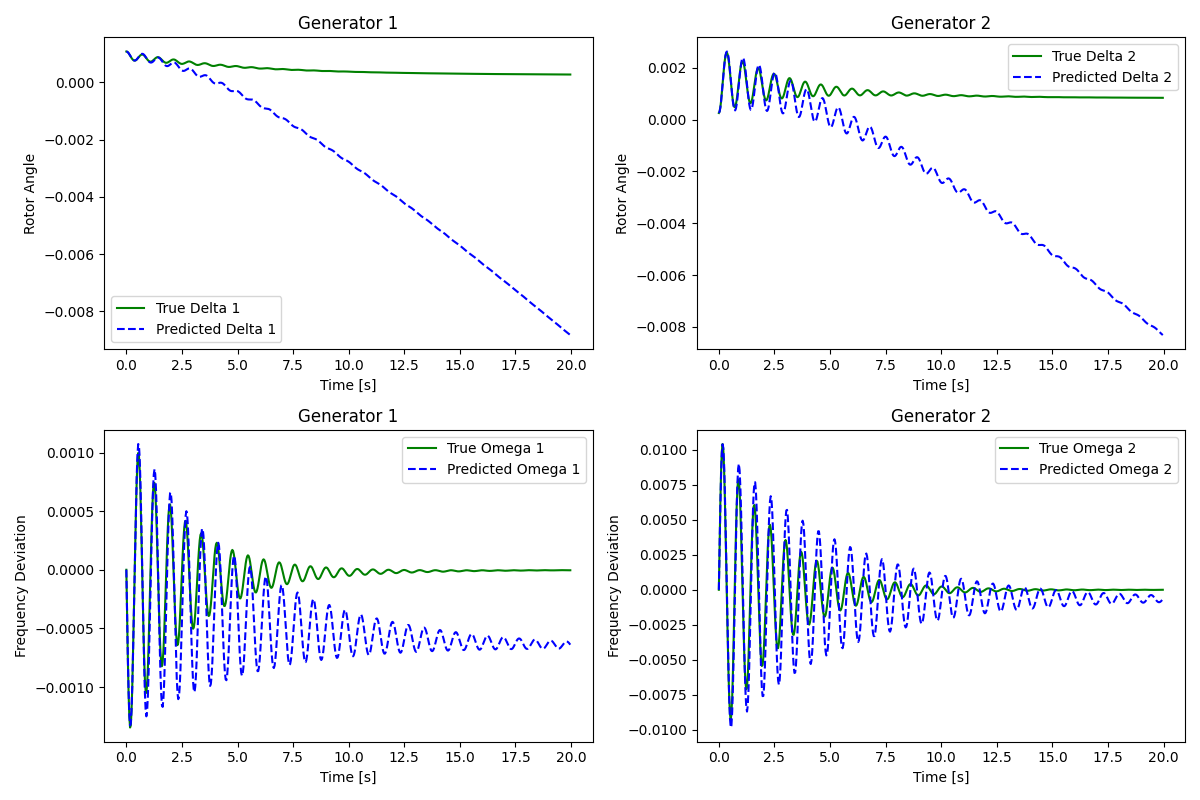 Generator 1
Rotor Angle
0.000
−0.002
−0.004
−0.006
−0.008
True Delta 1
Predicted Delta 1
0.0 2.5 5.0 7.5 10.0 12.5 15.0 17.5 20.0
Time [s]
Generator 2
Rotor Angle
0.002
0.000
−0.002
−0.004
−0.006
−0.008
True Delta 2
Predicted Delta 2
0.0 2.5 5.0 7.5 10.0 12.5 15.0 17.5 20.0
Time [s]
Generator 1
Frequency Deviation
0.0010
0.0005
0.0000
−0.0005
−0.0010
True Omega 1
Predicted Omega 1
0.0 2.5 5.0 7.5 10.0 12.5 15.0 17.5 20.0
Time [s]
Generator 2
Frequency Deviation
0.0100
0.0075
0.0050
0.0025
0.0000
−0.0025
−0.0050
−0.0075
−0.0100
True Omega 2
Predicted Omega 2
0.0 2.5 5.0 7.5 10.0 12.5 15.0 17.5 20.0
Time [s]